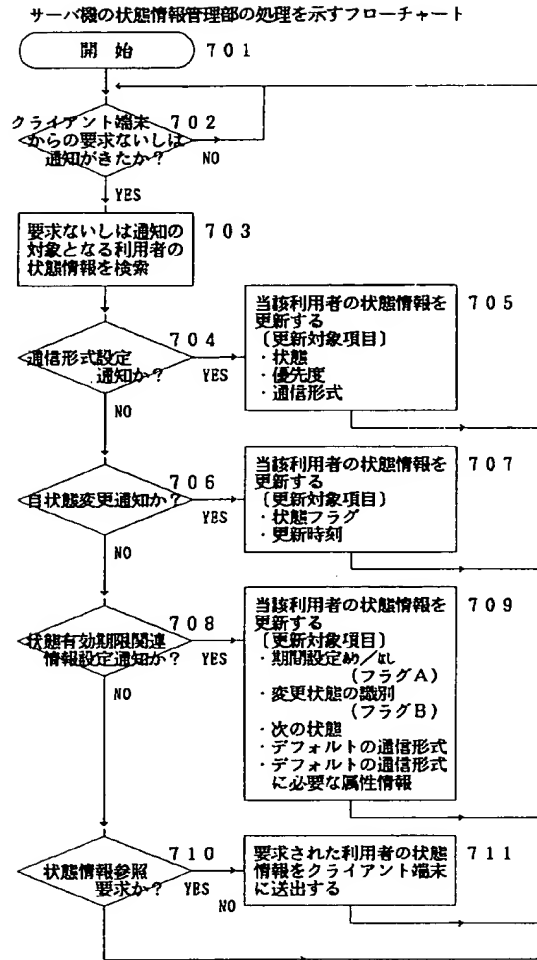 サーバ機の状態情報管理部の処理を示すフローチャート
開 始
701
クライアント端末
からの要求ないしは
通知がきたか?
702
NO
YES
要求ないしは通知の
対象となる利用者の
状態情報を検索
703
通信形式設定
通知か?
704
YES
NO
当該利用者の状態情報を
更新する
〔更新対象項目〕
・状態
・優先度
・通信形式
705
自状態変更通知か?
706
YES
NO
当該利用者の状態情報を
更新する
〔更新対象項目〕
・状態フラグ
・更新時刻
707
状態有効期限関連
情報設定通知か?
708
YES
NO
当該利用者の状態情報を
更新する
〔更新対象項目〕
・期間設定あり/なし
(フラグA)
・変更状態の識別
(フラグB)
・次の状態
・デフォルトの通信形式
・デフォルトの通信形式
に必要な属性情報
709
状態情報参照
要求か?
710
YES
NO
要求された利用者の状態
情報をクライアント端末
に送出する
711